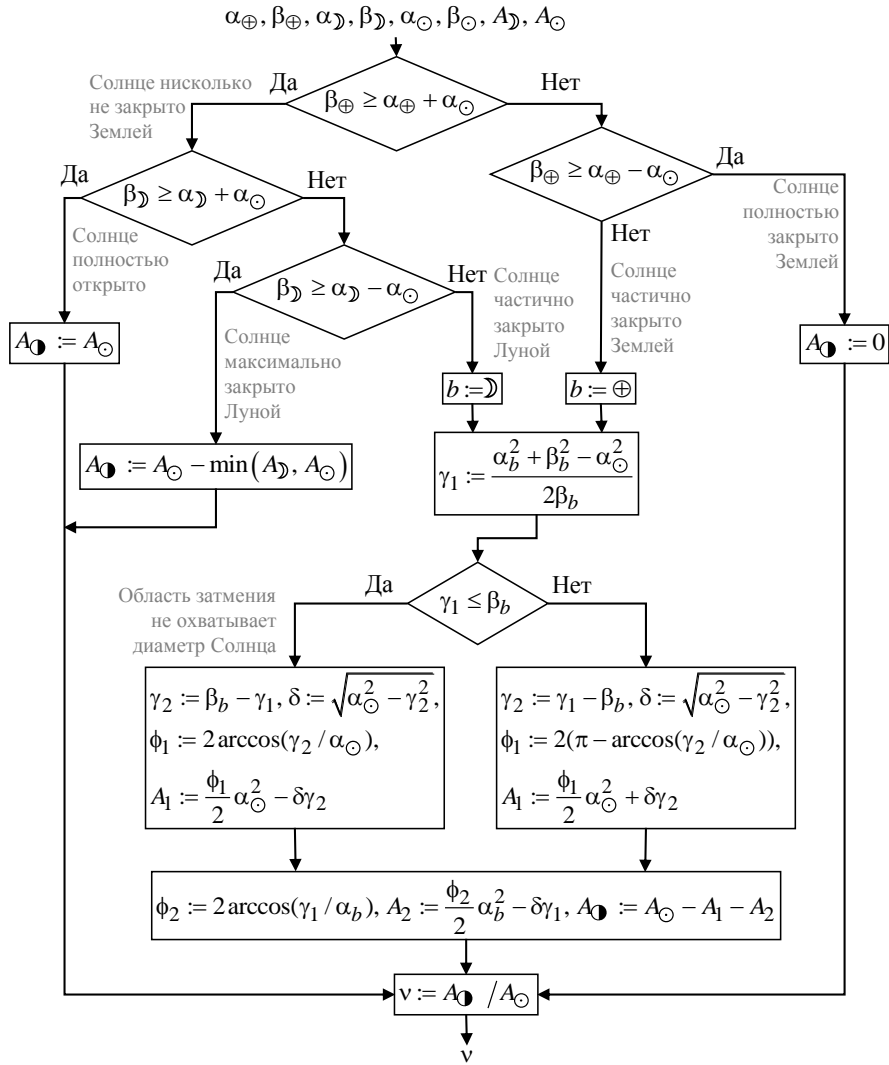 α⊕, β⊕, α☽, β☽, α⊙, β⊙, A☽, A⊙
Солнце нисколько
не закрыто
Землей
Да
β⊕ ≥ α⊕ + α⊙
Нет
Да
β☽ ≥ α☽ + α⊙
Нет
β⊕ ≥ α⊕ − α⊙
Да
Солнце
полностью
открыто
Нет
Солнце
полностью
закрыто
Землей
Да
β☽ ≥ α☽ − α⊙
Нет
Солнце
частично
закрыто
Луной
Солнце
частично
закрыто
Землей
A◑ := A⊙
Солнце
максимально
закрыто
Луной
A◑ := 0
b := ☽
b := ⊕
A◑ := A⊙ − min(A☽, A⊙)
γ₁ := (α_b² + β_b² − α⊙²) / 2β_b
Область затмения
не охватывает
диаметр Солнца
Да
γ₁ ≤ β_b
Нет
γ₂ := β_b − γ₁, δ := √(α⊙² − γ₂²),
ϕ₁ := 2 arccos(γ₂ / α⊙),
A₁ := ϕ₁/2 α⊙² − δγ₂
γ₂ := γ₁ − β_b, δ := √(α⊙² − γ₂²),
ϕ₁ := 2(π − arccos(γ₂ / α⊙)),
A₁ := ϕ₁/2 α⊙² + δγ₂
ϕ₂ := 2 arccos(γ₁ / α_b), A₂ := ϕ₂/2 α_b² − δγ₁, A◑ := A⊙ − A₁ − A₂
ν := A◑ / A⊙
ν